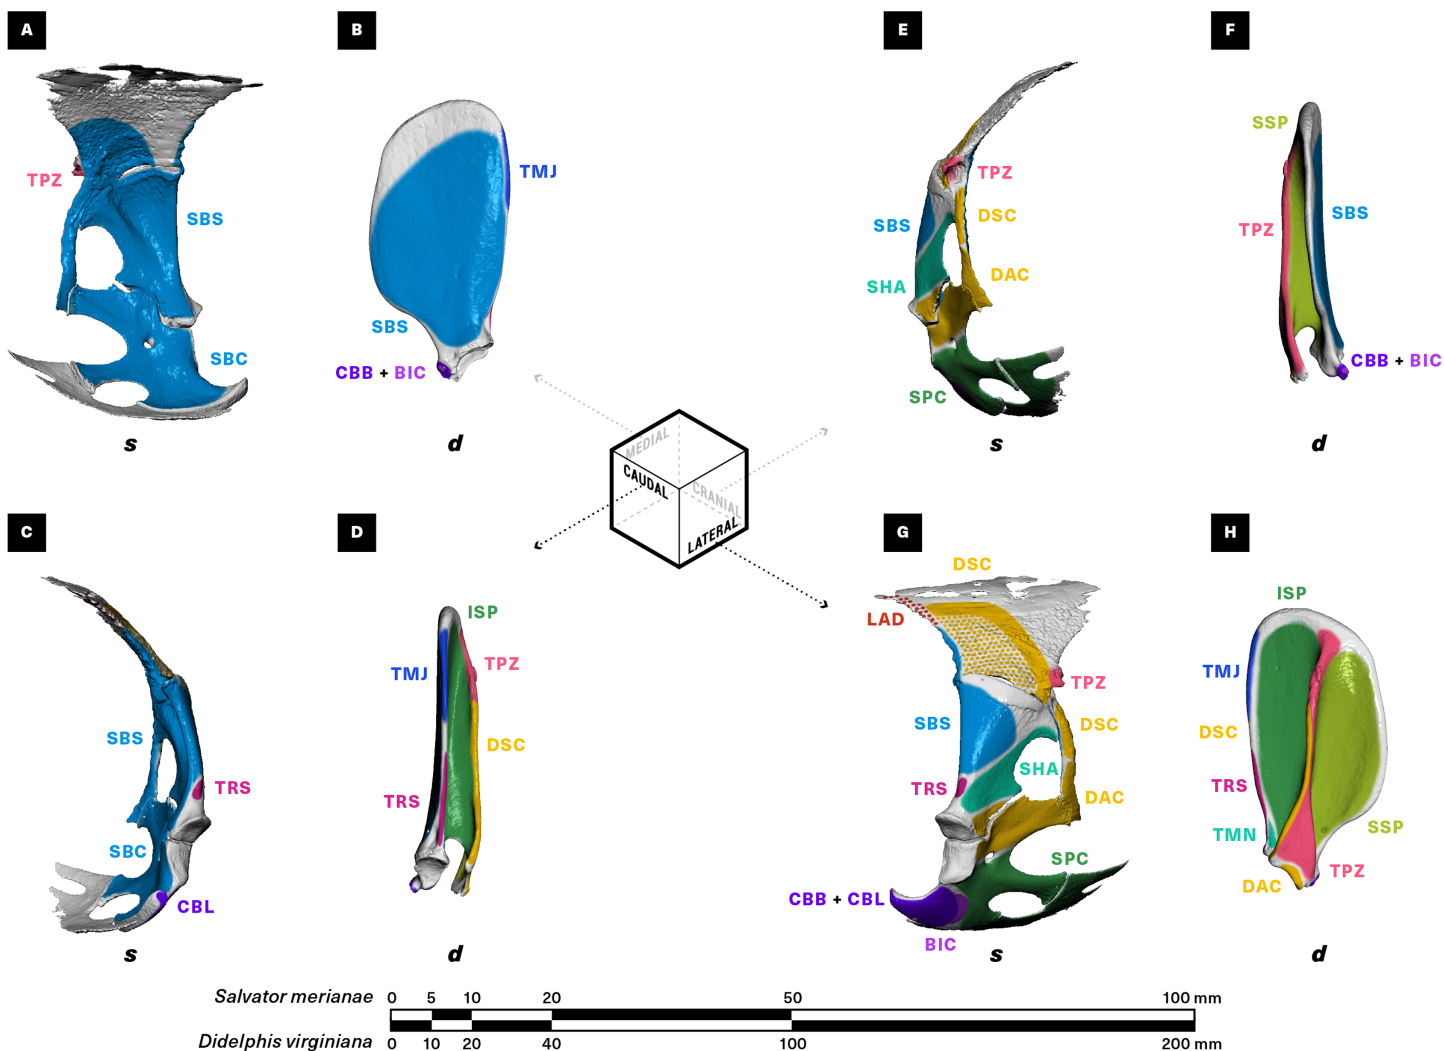 A
B
E
F
TPZ
SBS
SBC
s
TMJ
SBS
CBB + BIC
d
TPZ
SBS
DSC
SHA
DAC
SPC
s
SSP
TPZ
SBS
CBB + BIC
d
MEDIAL
CAUDAL
CRANIAL
LATERAL
C
D
G
H
SBS
TRS
SBC
CBL
s
ISP
TMJ
TPZ
DSC
TRS
d
DSC
LAD
TPZ
SBS
DSC
SHA
TRS
DAC
SPC
CBB + CBL
BIC
s
ISP
TMJ
DSC
TRS
TMN
SSP
DAC
TPZ
d
Salvator merianae 0 5 10 20 50 100 mm
Didelphis virginiana 0 10 20 40 100 200 mm